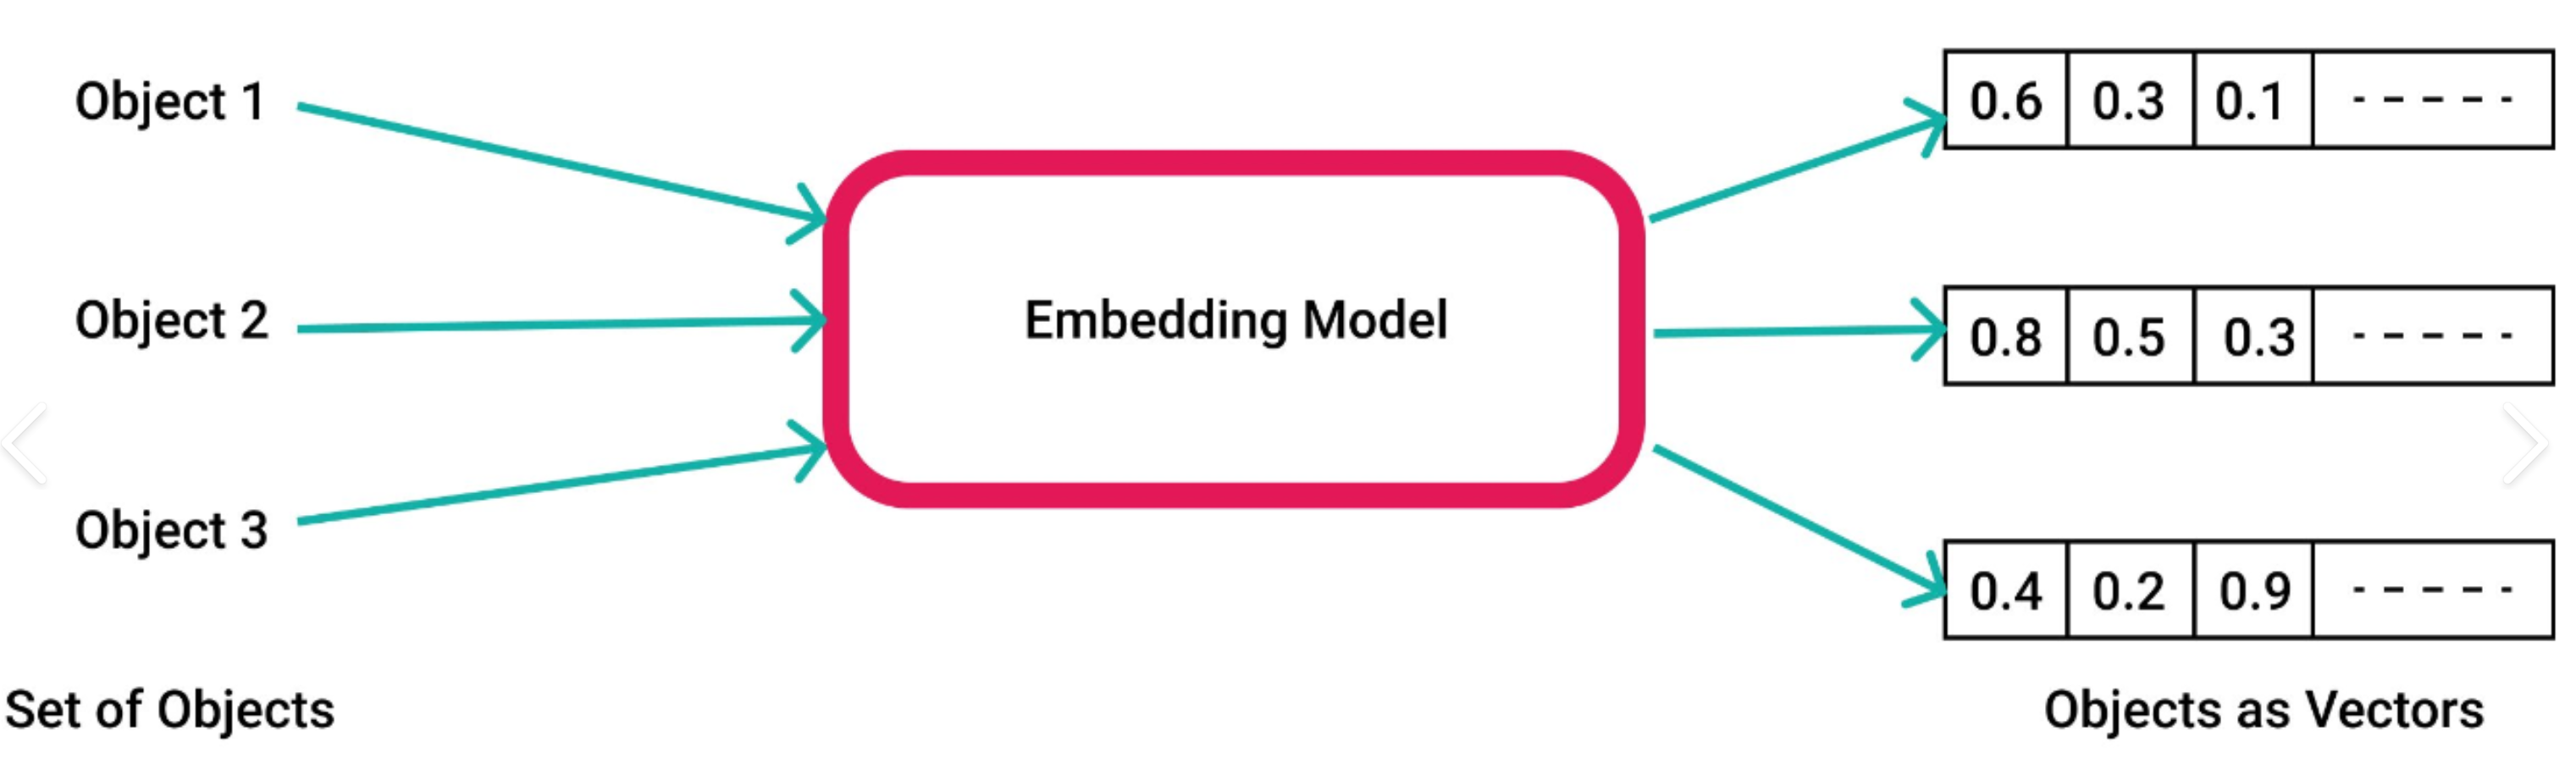 Object 1
0.6 0.3 0.1 - - - - -
Object 2
Embedding Model
0.8 0.5 0.3 - - - - -
Object 3
0.4 0.2 0.9 - - - - -
Set of Objects
Objects as Vectors